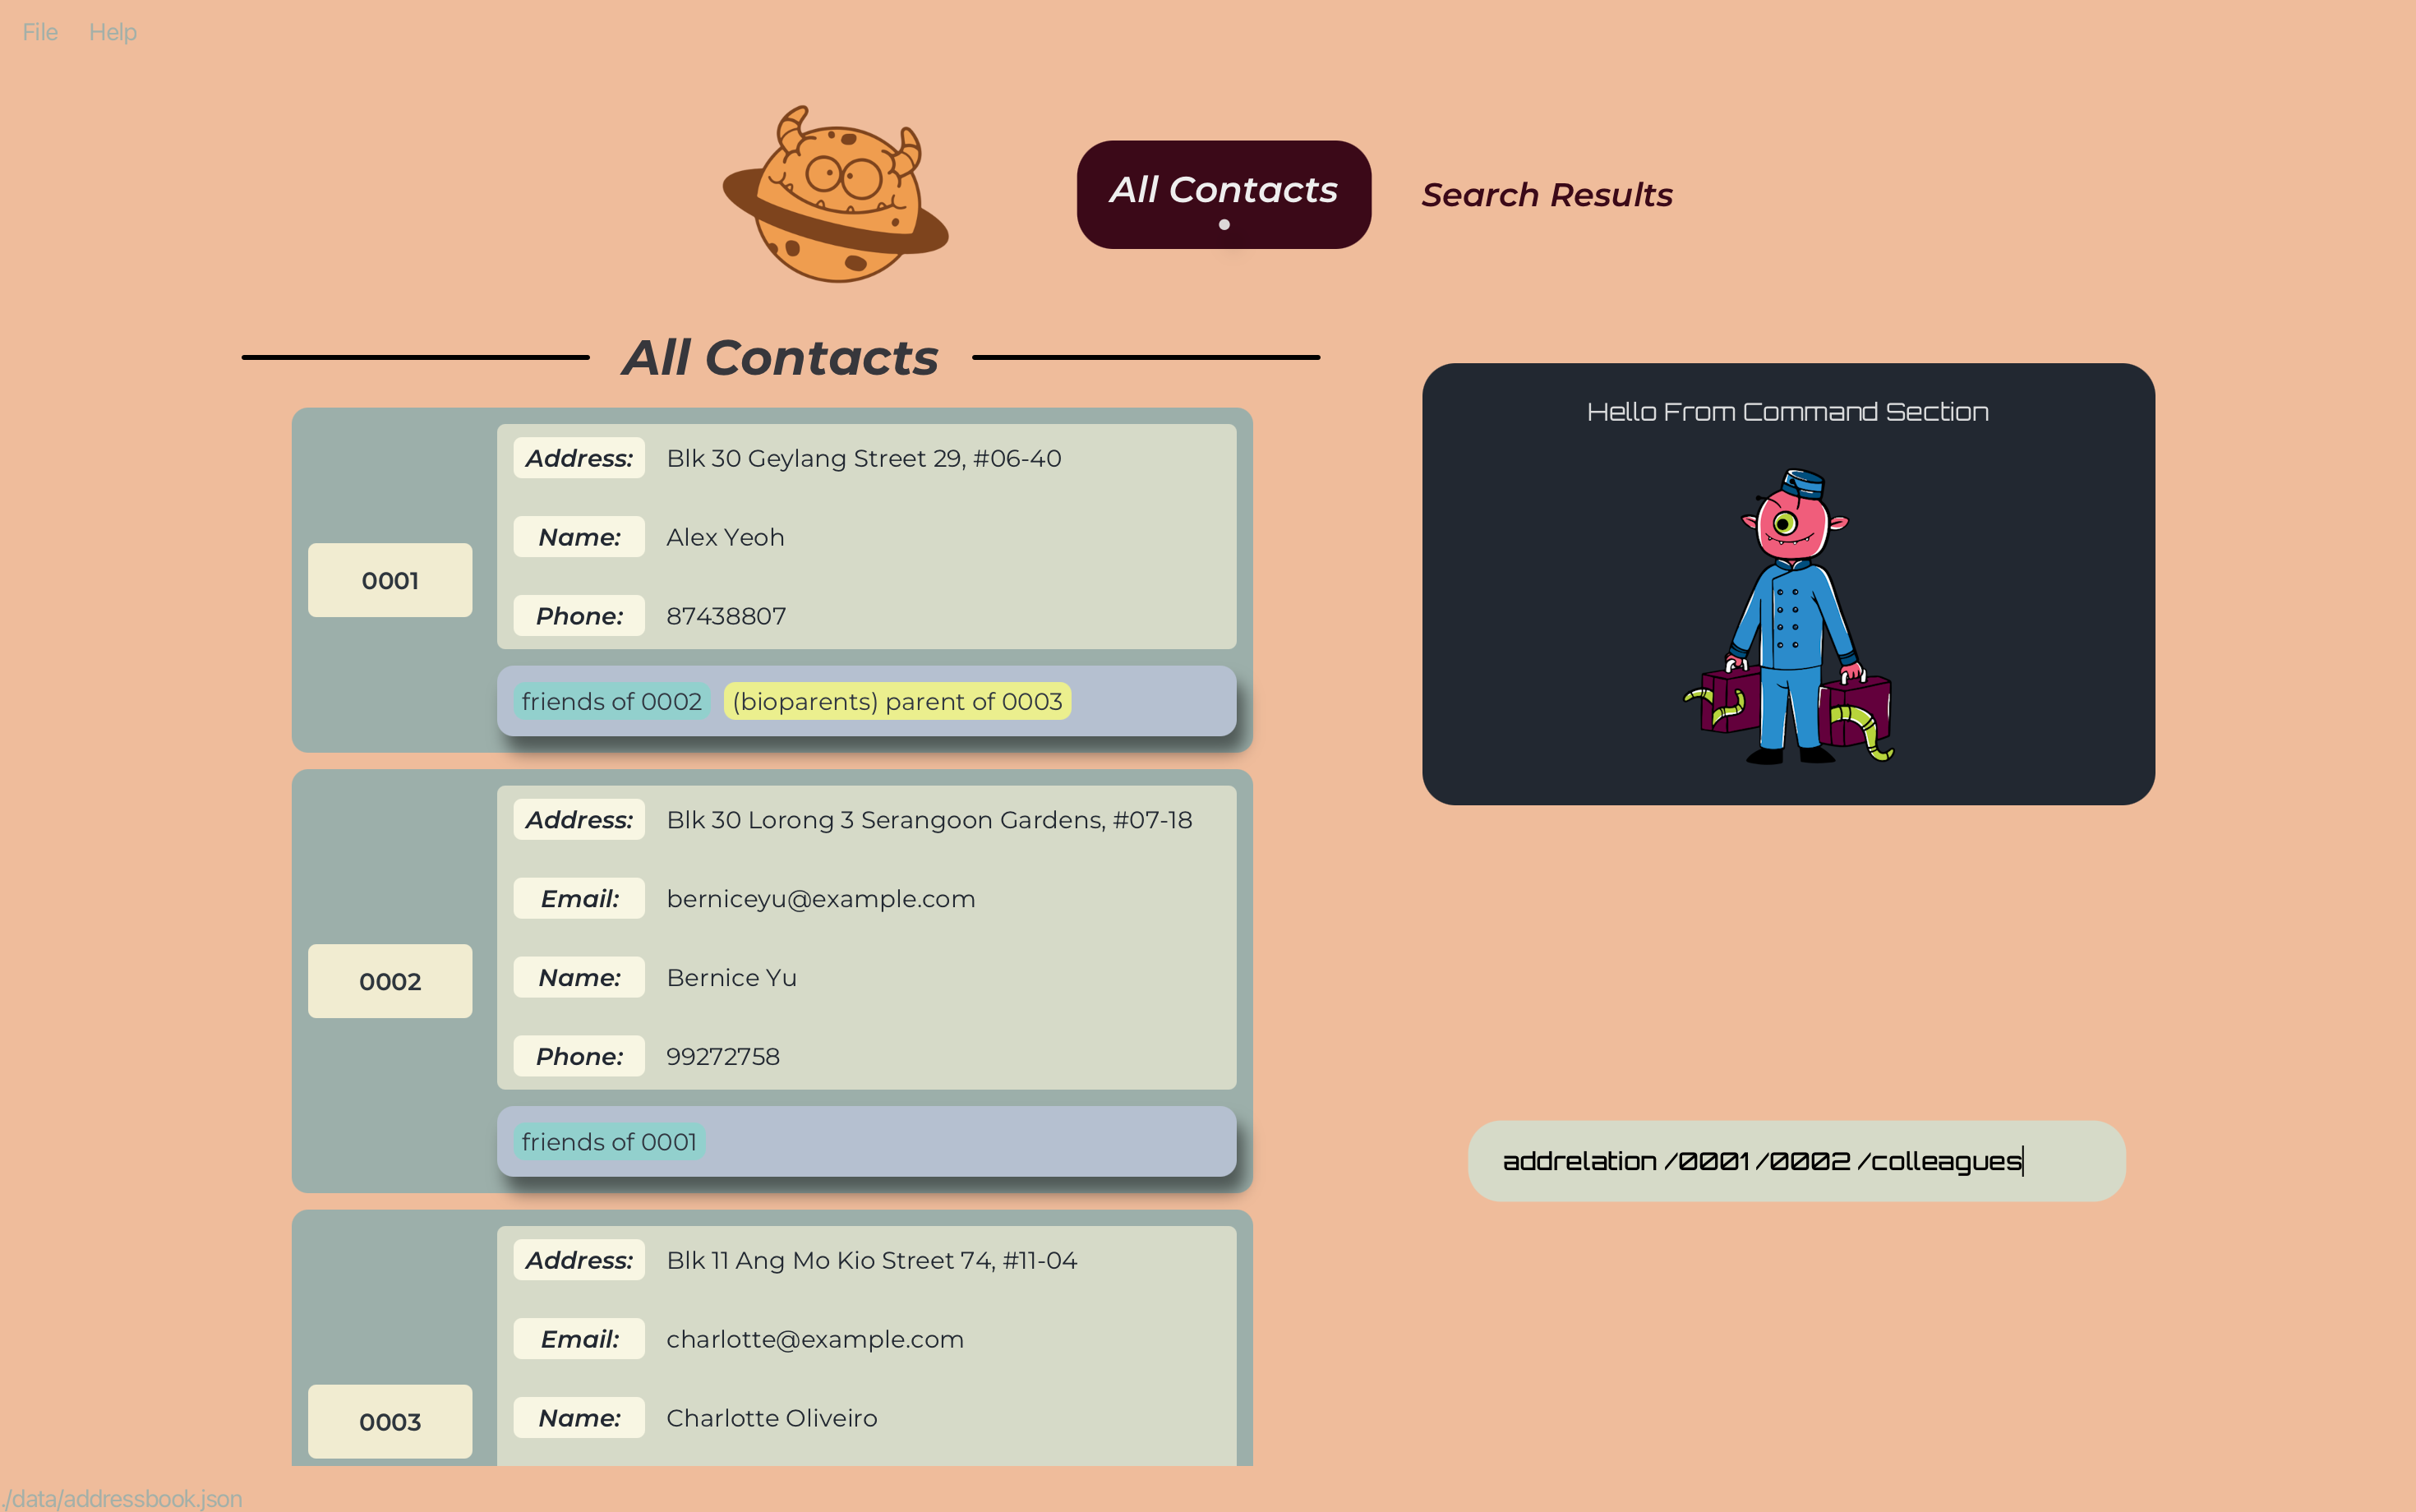 File Help
All Contacts
Search Results
All Contacts
0001
Address: Blk 30 Geylang Street 29, #06-40
Name: Alex Yeoh
Phone: 87438807
friends of 0002 (bioparents) parent of 0003
0002
Address: Blk 30 Lorong 3 Serangoon Gardens, #07-18
Email: berniceyu@example.com
Name: Bernice Yu
Phone: 99272758
friends of 0001
0003
Address: Blk 11 Ang Mo Kio Street 74, #11-04
Email: charlotte@example.com
Name: Charlotte Oliveiro
Hello From Command Section
addrelation /0001 /0002 /colleagues
./data/addressbook.json